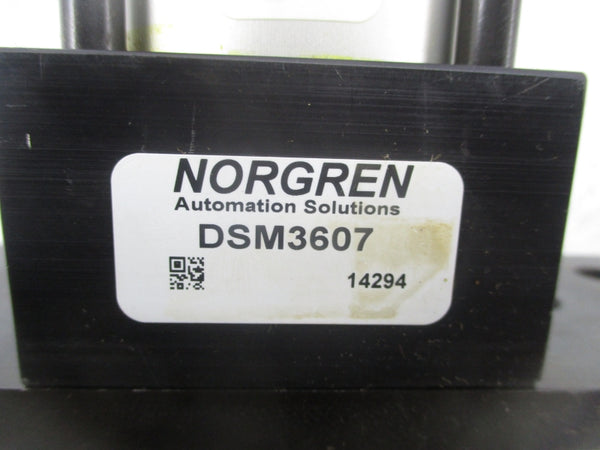 NORGREN
Automation Solutions
DSM3607
14294